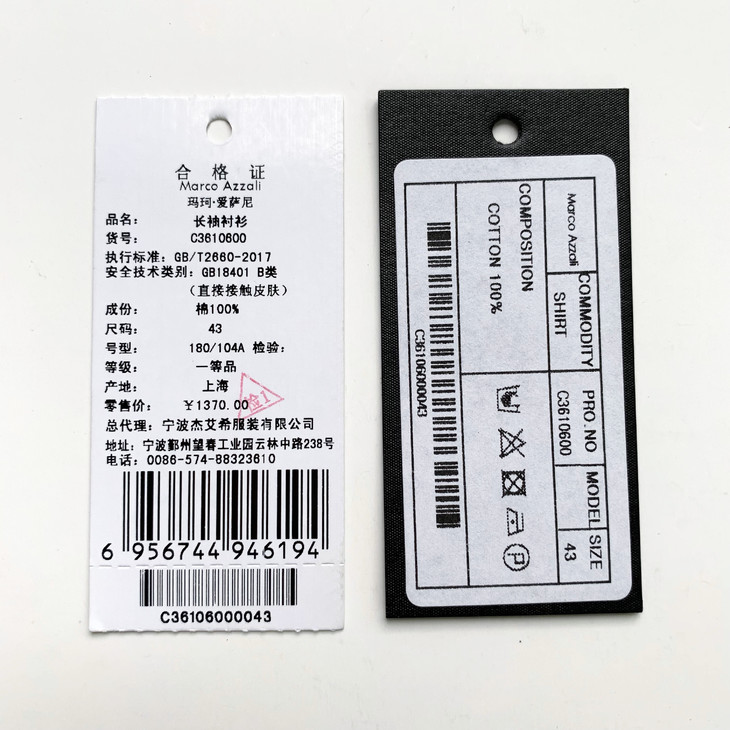 合格证
Marco Azzali
玛珂·爱萨尼
品名: 长袖衬衫
货号: C3610600
执行标准: GB/T2660-2017
安全技术类别: GB18401 B类
(直接接触皮肤)
成份: 棉100%
尺码: 43
号型: 180/104A 检验:
等级: 一等品
产地: 上海
零售价: ¥1370.00
检1
总代理: 宁波杰艾希服装有限公司
地址: 宁波鄞州望春工业园云林中路238号
电话: 0086-574-88323610
6 956744 946194
C36106000043
Marco Azzali
COMMODITY
SHIRT
PRO.NO
C3610600
MODEL
SIZE
43
COMPOSITION
COTTON 100%
P
C36106000043